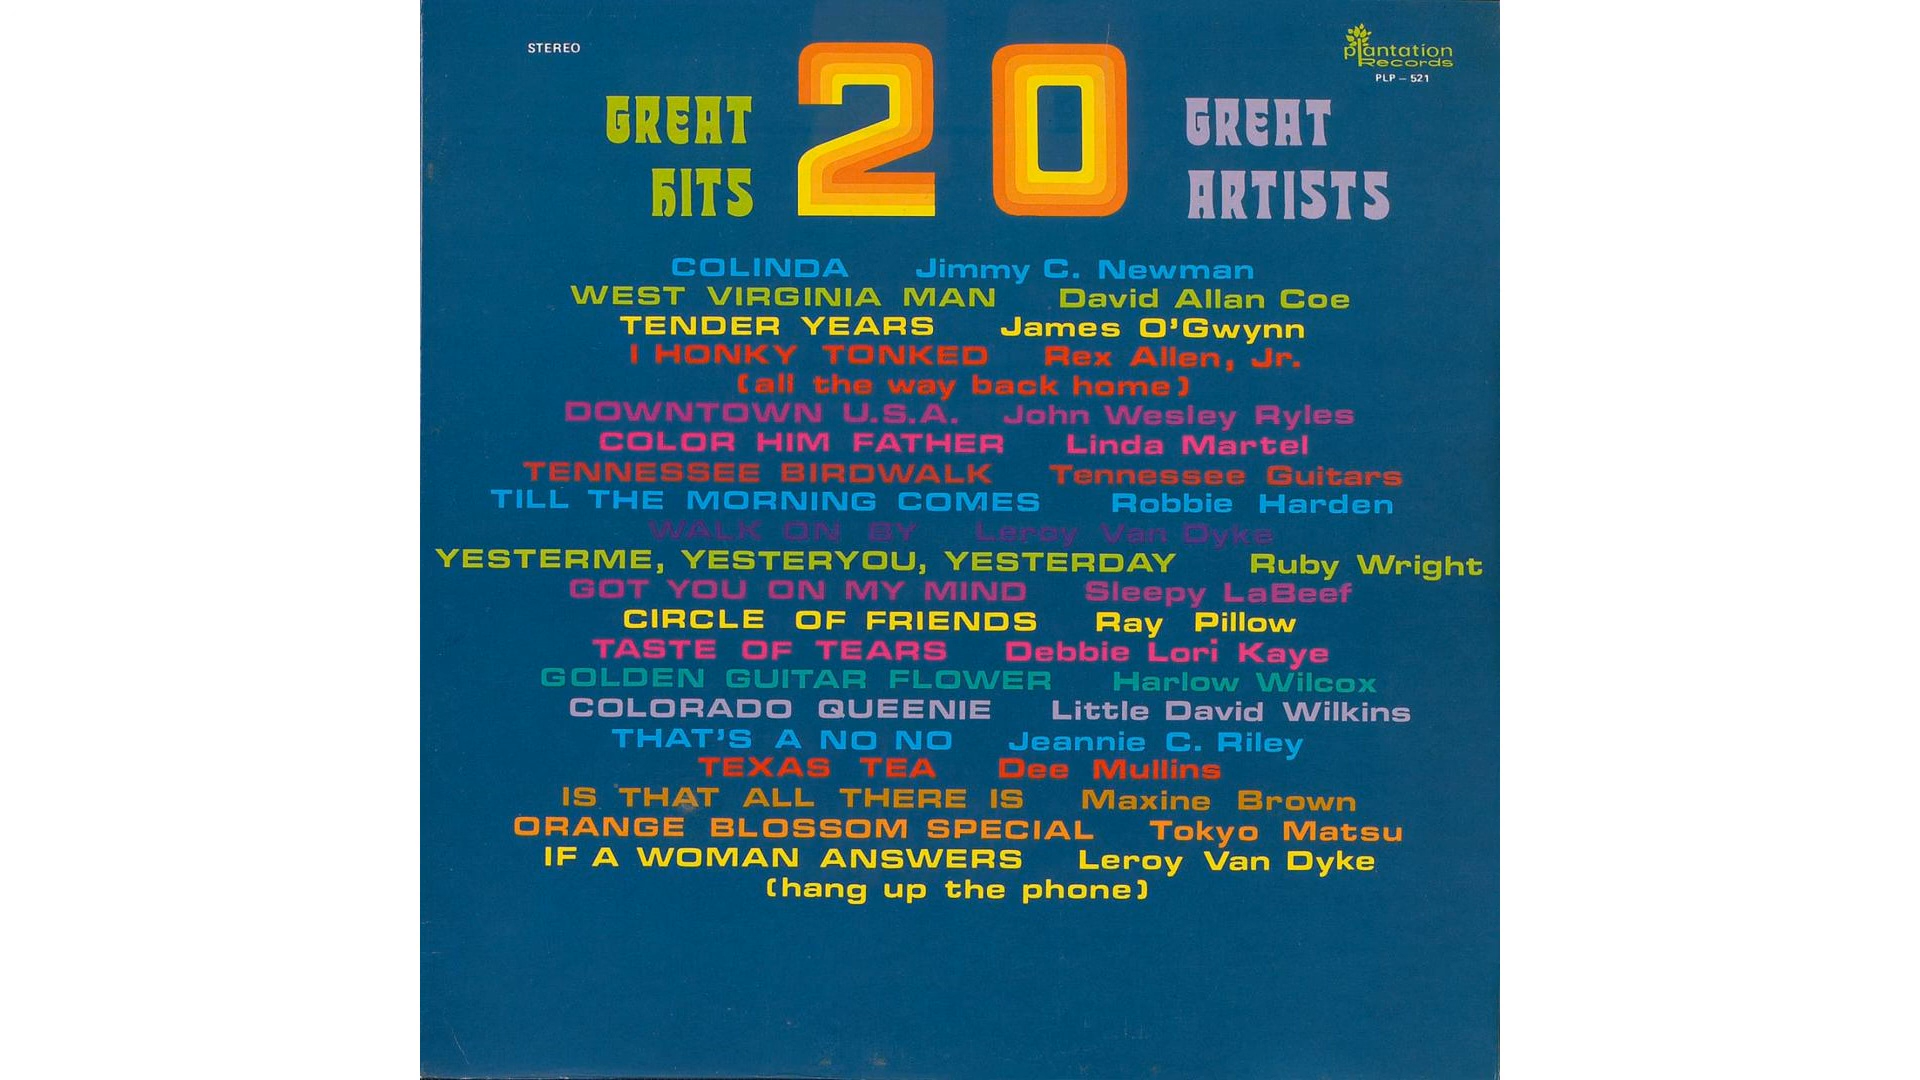 STEREO
plantation
Records
PLP – 521
GREAT 20 GREAT
HITS ARTISTS
COLINDA Jimmy C. Newman
WEST VIRGINIA MAN David Allan Coe
TENDER YEARS James O'Gwynn
I HONKY TONKED Rex Allen, Jr.
(all the way back home)
DOWNTOWN U.S.A. John Wesley Ryles
COLOR HIM FATHER Linda Martel
TENNESSEE BIRDWALK Tennessee Guitars
TILL THE MORNING COMES Robbie Harden
WALK ON BY Leroy Van Dyke
YESTERME, YESTERYOU, YESTERDAY Ruby Wright
GOT YOU ON MY MIND Sleepy LaBeef
CIRCLE OF FRIENDS Ray Pillow
TASTE OF TEARS Debbie Lori Kaye
GOLDEN GUITAR FLOWER Harlow Wilcox
COLORADO QUEENIE Little David Wilkins
THAT'S A NO NO Jeannie C. Riley
TEXAS TEA Dee Mullins
IS THAT ALL THERE IS Maxine Brown
ORANGE BLOSSOM SPECIAL Tokyo Matsu
IF A WOMAN ANSWERS Leroy Van Dyke
(hang up the phone)